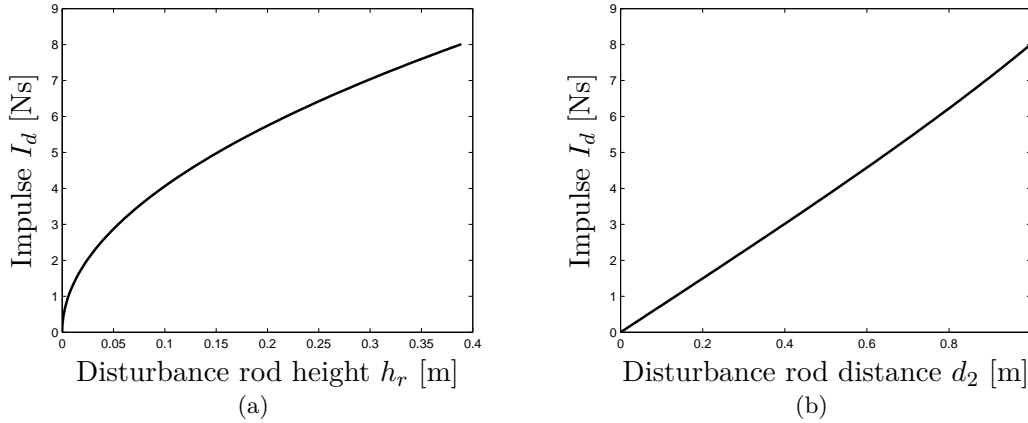 9
8
7
6
5
4
3
2
1
0
Impulse I_d [Ns]
0 0.05 0.1 0.15 0.2 0.25 0.3 0.35 0.4
Disturbance rod height h_r [m]
(a)
9
8
7
6
5
4
3
2
1
0
Impulse I_d [Ns]
0 0.2 0.4 0.6 0.8
Disturbance rod distance d_2 [m]
(b)